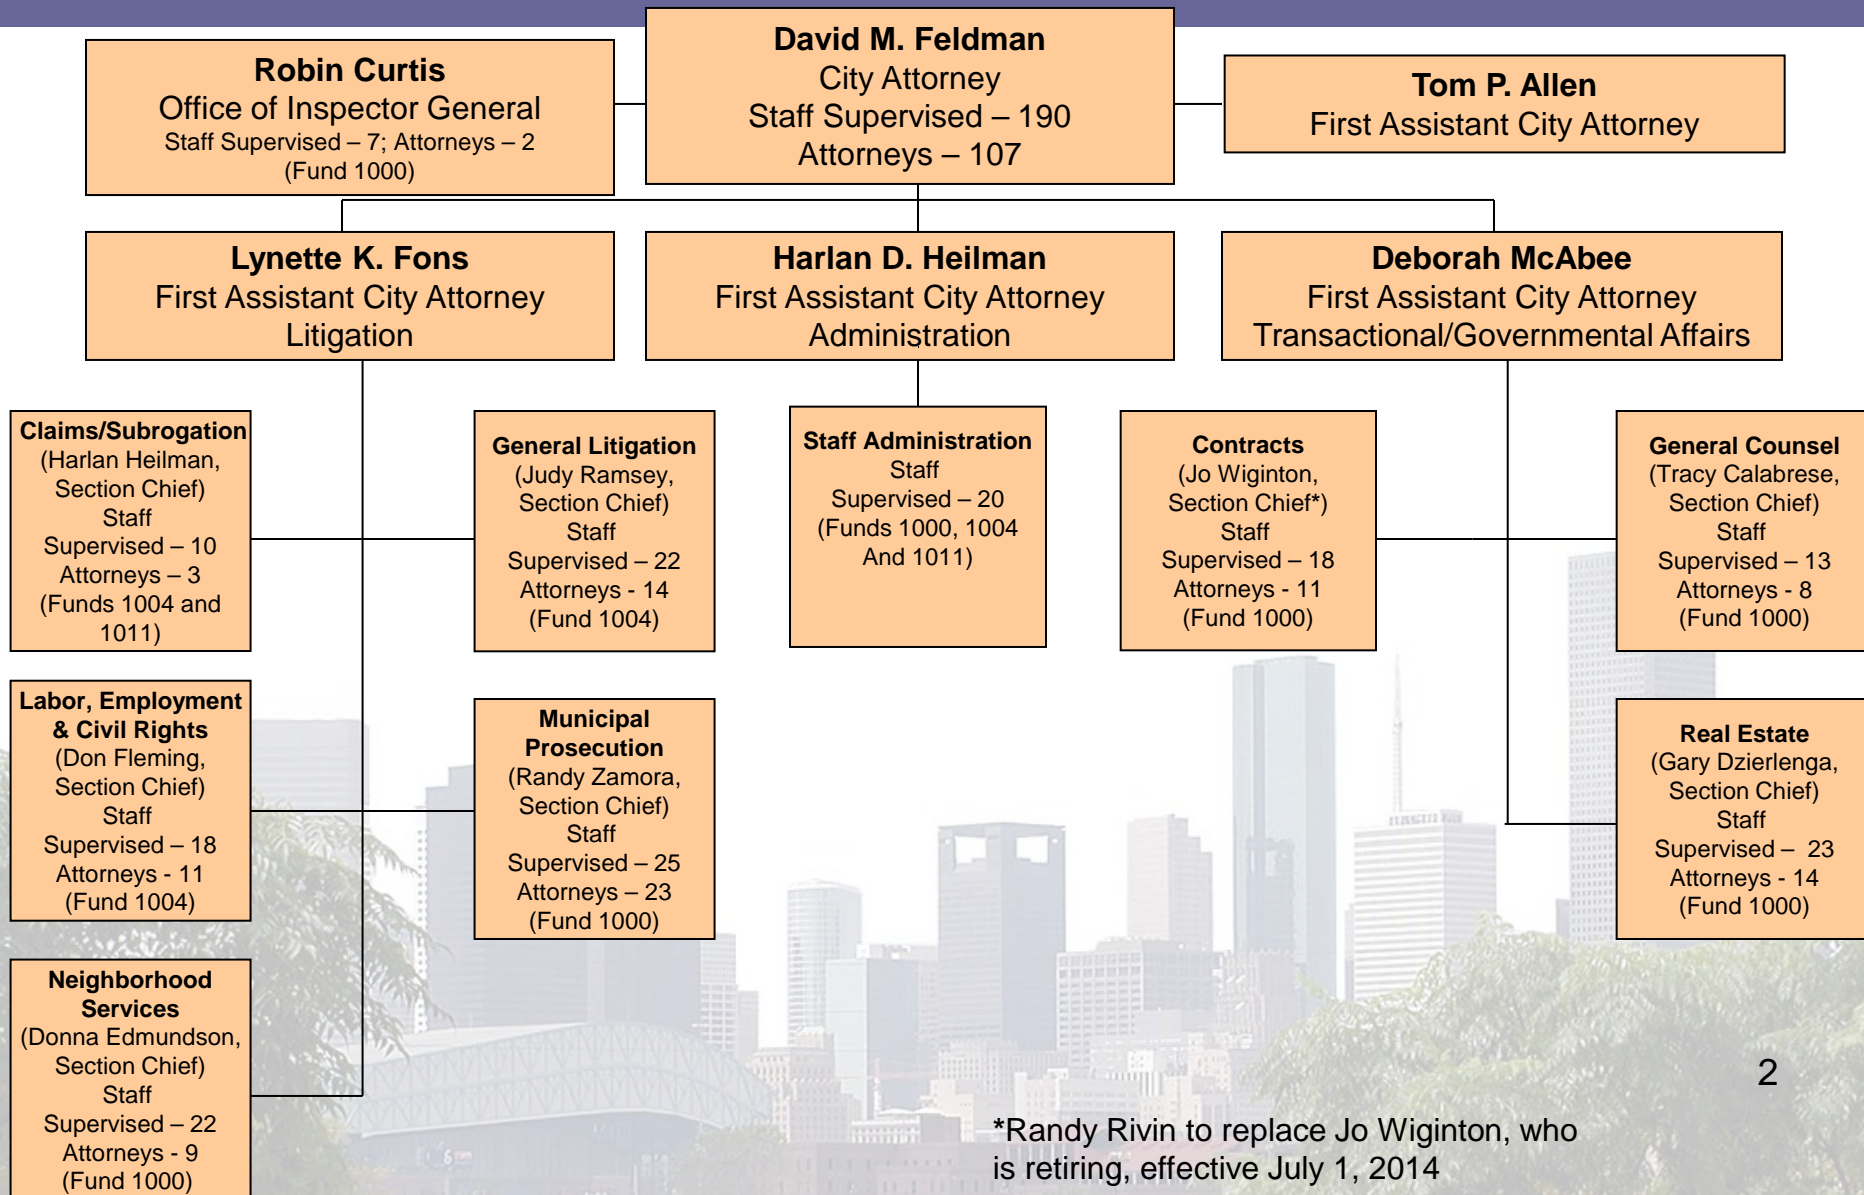 David M. Feldman
City Attorney
Staff Supervised – 190
Attorneys – 107
Robin Curtis
Office of Inspector General
Staff Supervised – 7; Attorneys – 2
(Fund 1000)
Tom P. Allen
First Assistant City Attorney
Lynette K. Fons
First Assistant City Attorney
Litigation
Harlan D. Heilman
First Assistant City Attorney
Administration
Deborah McAbee
First Assistant City Attorney
Transactional/Governmental Affairs
Claims/Subrogation
(Harlan Heilman,
Section Chief)
Staff
Supervised – 10
Attorneys – 3
(Funds 1004 and
1011)
General Litigation
(Judy Ramsey,
Section Chief)
Staff
Supervised – 22
Attorneys - 14
(Fund 1004)
Staff Administration
Staff
Supervised – 20
(Funds 1000, 1004
And 1011)
Contracts
(Jo Wiginton,
Section Chief*)
Staff
Supervised – 18
Attorneys - 11
(Fund 1000)
General Counsel
(Tracy Calabrese,
Section Chief)
Staff
Supervised – 13
Attorneys - 8
(Fund 1000)
Labor, Employment
& Civil Rights
(Don Fleming,
Section Chief)
Staff
Supervised – 18
Attorneys - 11
(Fund 1004)
Municipal
Prosecution
(Randy Zamora,
Section Chief)
Staff
Supervised – 25
Attorneys – 23
(Fund 1000)
Real Estate
(Gary Dzierlenga,
Section Chief)
Staff
Supervised –  23
Attorneys - 14
(Fund 1000)
Neighborhood
Services
(Donna Edmundson,
Section Chief)
Staff
Supervised – 22
Attorneys - 9
(Fund 1000)
2
*Randy Rivin to replace Jo Wiginton, who
is retiring, effective July 1, 2014